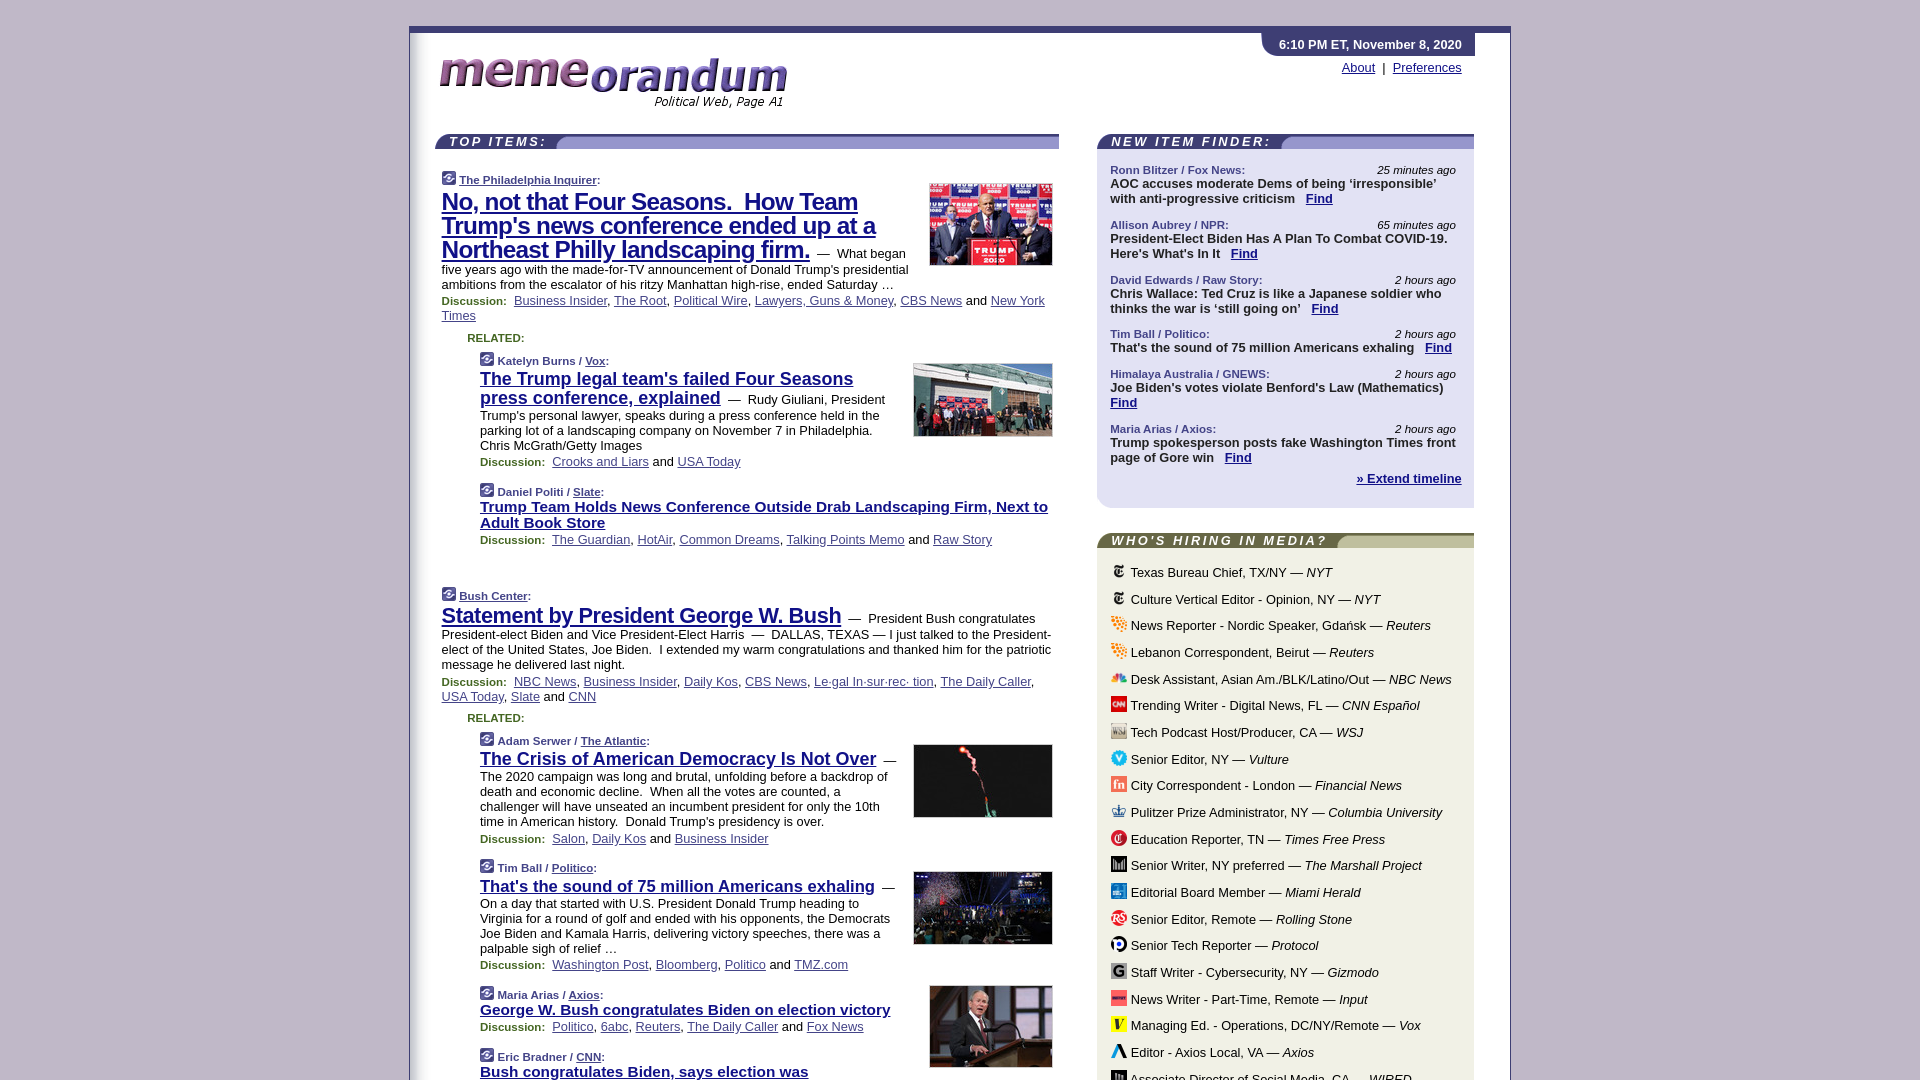 6:10 PM ET, November 8, 2020
About | Preferences
memeorandum
Political Web, Page A1
TOP ITEMS:
The Philadelphia Inquirer:
No, not that Four Seasons. How Team
Trump's news conference ended up at a
Northeast Philly landscaping firm. — What began
five years ago with the made-for-TV announcement of Donald Trump's presidential
ambitions from the escalator of his ritzy Manhattan high-rise, ended Saturday …
Discussion: Business Insider, The Root, Political Wire, Lawyers, Guns & Money, CBS News and New York
Times
RELATED:
Katelyn Burns / Vox:
The Trump legal team's failed Four Seasons
press conference, explained — Rudy Giuliani, President
Trump's personal lawyer, speaks during a press conference held in the
parking lot of a landscaping company on November 7 in Philadelphia.
Chris McGrath/Getty Images
Discussion: Crooks and Liars and USA Today
Daniel Politi / Slate:
Trump Team Holds News Conference Outside Drab Landscaping Firm, Next to
Adult Book Store
Discussion: The Guardian, HotAir, Common Dreams, Talking Points Memo and Raw Story
Bush Center:
Statement by President George W. Bush — President Bush congratulates
President-elect Biden and Vice President-Elect Harris — DALLAS, TEXAS — I just talked to the President-
elect of the United States, Joe Biden. I extended my warm congratulations and thanked him for the patriotic
message he delivered last night.
Discussion: NBC News, Business Insider, Daily Kos, CBS News, Le·gal In·sur·rec· tion, The Daily Caller,
USA Today, Slate and CNN
RELATED:
Adam Serwer / The Atlantic:
The Crisis of American Democracy Is Not Over —
The 2020 campaign was long and brutal, unfolding before a backdrop of
death and economic decline. When all the votes are counted, a
challenger will have unseated an incumbent president for only the 10th
time in American history. Donald Trump's presidency is over.
Discussion: Salon, Daily Kos and Business Insider
Tim Ball / Politico:
That's the sound of 75 million Americans exhaling —
On a day that started with U.S. President Donald Trump heading to
Virginia for a round of golf and ended with his opponents, the Democrats
Joe Biden and Kamala Harris, delivering victory speeches, there was a
palpable sigh of relief …
Discussion: Washington Post, Bloomberg, Politico and TMZ.com
Maria Arias / Axios:
George W. Bush congratulates Biden on election victory
Discussion: Politico, 6abc, Reuters, The Daily Caller and Fox News
Eric Bradner / CNN:
Bush congratulates Biden, says election was
NEW ITEM FINDER:
Ronn Blitzer / Fox News: 25 minutes ago
AOC accuses moderate Dems of being ‘irresponsible’
with anti-progressive criticism Find
Allison Aubrey / NPR: 65 minutes ago
President-Elect Biden Has A Plan To Combat COVID-19.
Here's What's In It Find
David Edwards / Raw Story: 2 hours ago
Chris Wallace: Ted Cruz is like a Japanese soldier who
thinks the war is ‘still going on’ Find
Tim Ball / Politico: 2 hours ago
That's the sound of 75 million Americans exhaling Find
Himalaya Australia / GNEWS: 2 hours ago
Joe Biden's votes violate Benford's Law (Mathematics)
Find
Maria Arias / Axios: 2 hours ago
Trump spokesperson posts fake Washington Times front
page of Gore win Find
» Extend timeline
WHO'S HIRING IN MEDIA?
Texas Bureau Chief, TX/NY — NYT
Culture Vertical Editor - Opinion, NY — NYT
News Reporter - Nordic Speaker, Gdańsk — Reuters
Lebanon Correspondent, Beirut — Reuters
Desk Assistant, Asian Am./BLK/Latino/Out — NBC News
Trending Writer - Digital News, FL — CNN Español
Tech Podcast Host/Producer, CA — WSJ
Senior Editor, NY — Vulture
City Correspondent - London — Financial News
Pulitzer Prize Administrator, NY — Columbia University
Education Reporter, TN — Times Free Press
Senior Writer, NY preferred — The Marshall Project
Editorial Board Member — Miami Herald
Senior Editor, Remote — Rolling Stone
Senior Tech Reporter — Protocol
Staff Writer - Cybersecurity, NY — Gizmodo
News Writer - Part-Time, Remote — Input
Managing Ed. - Operations, DC/NY/Remote — Vox
Editor - Axios Local, VA — Axios
Associate Director of Social Media, CA — WIRED